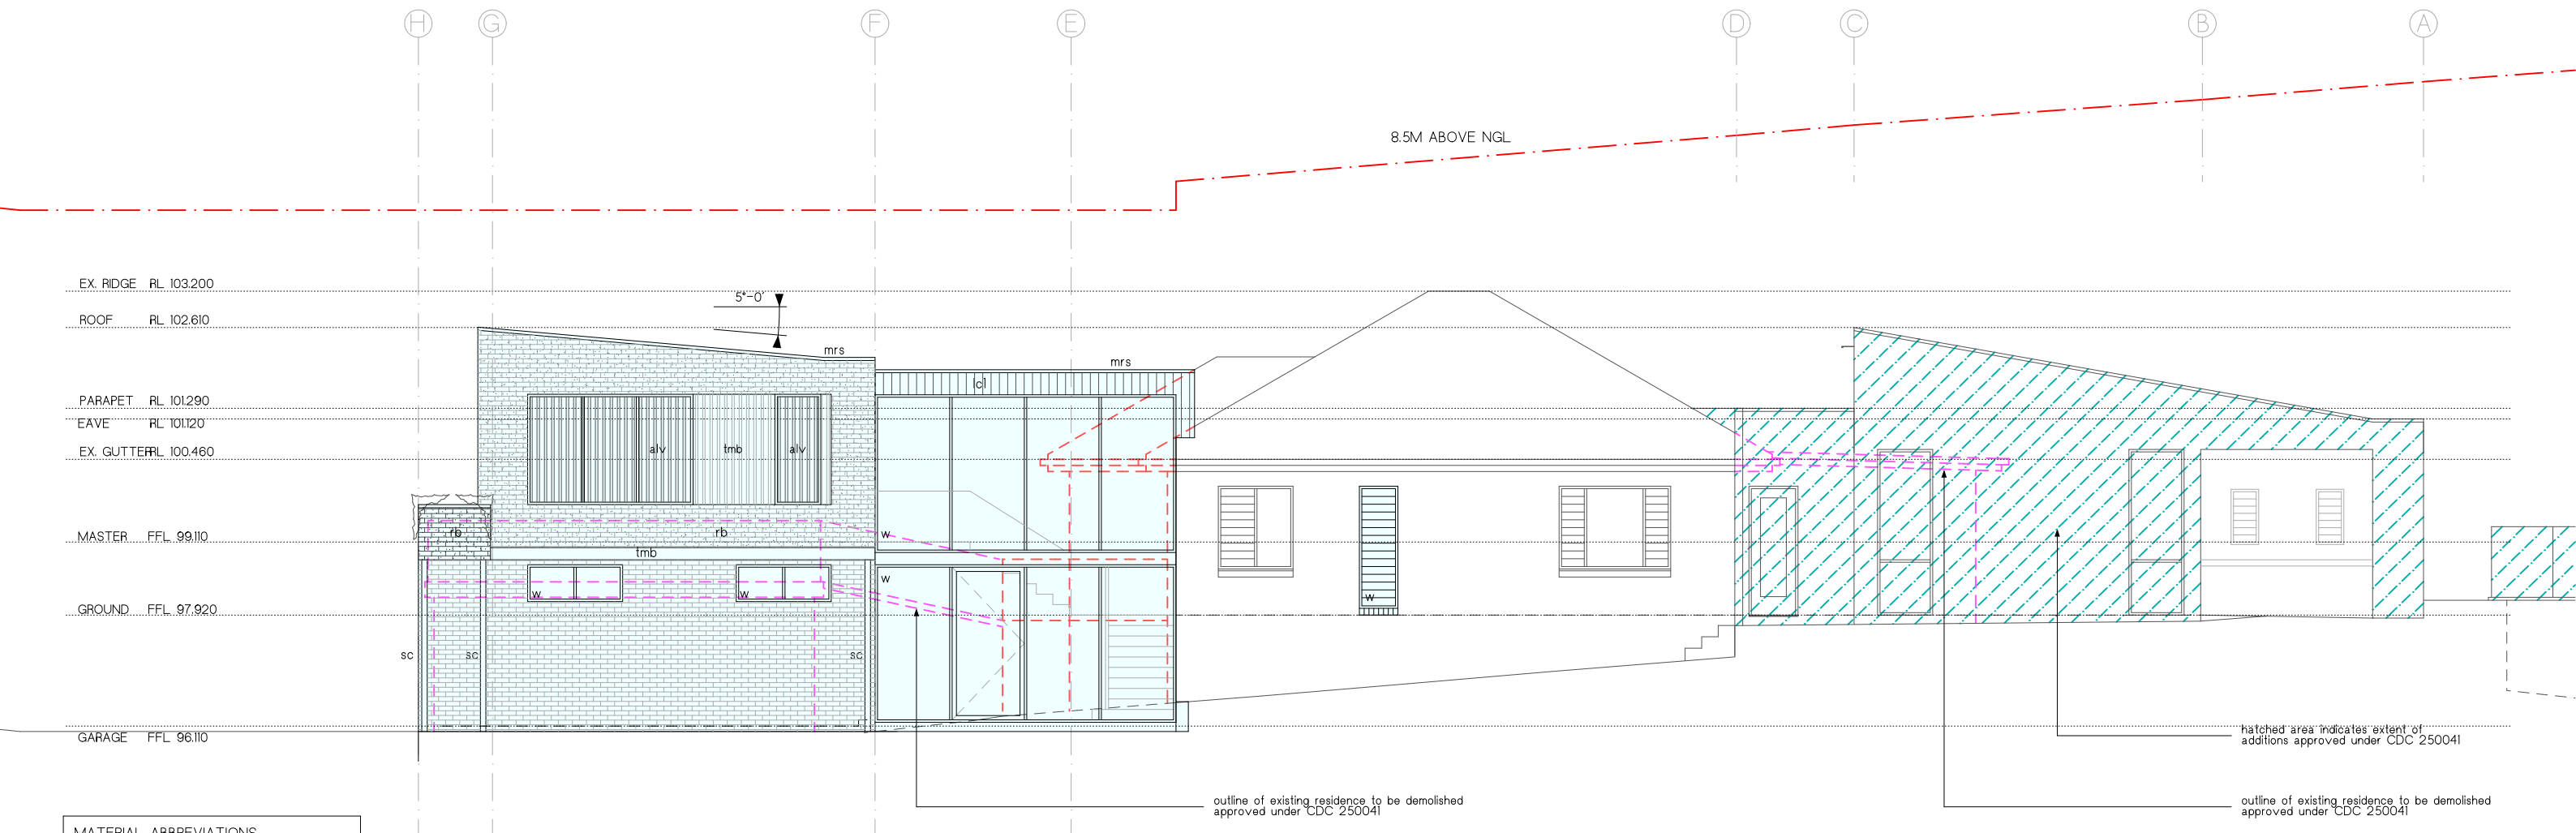 H G F E D C B A
8.5M ABOVE NGL
EX. RIDGE RL 103.200
5°-0'
ROOF RL 102.610
mrs
mrs
lcl
PARAPET RL 101.290
EAVE RL 101.120
EX. GUTTER RL 100.460
alv tmb alv
MASTER FFL 99.110
rb rb w
tmb
w w w w
GROUND FFL 97.920
sc sc sc
GARAGE FFL 96.110
hatched area indicates extent of
additions approved under CDC 250041
outline of existing residence to be demolished
approved under CDC 250041
outline of existing residence to be demolished
approved under CDC 250041
MATERIAL ABBREVIATIONS